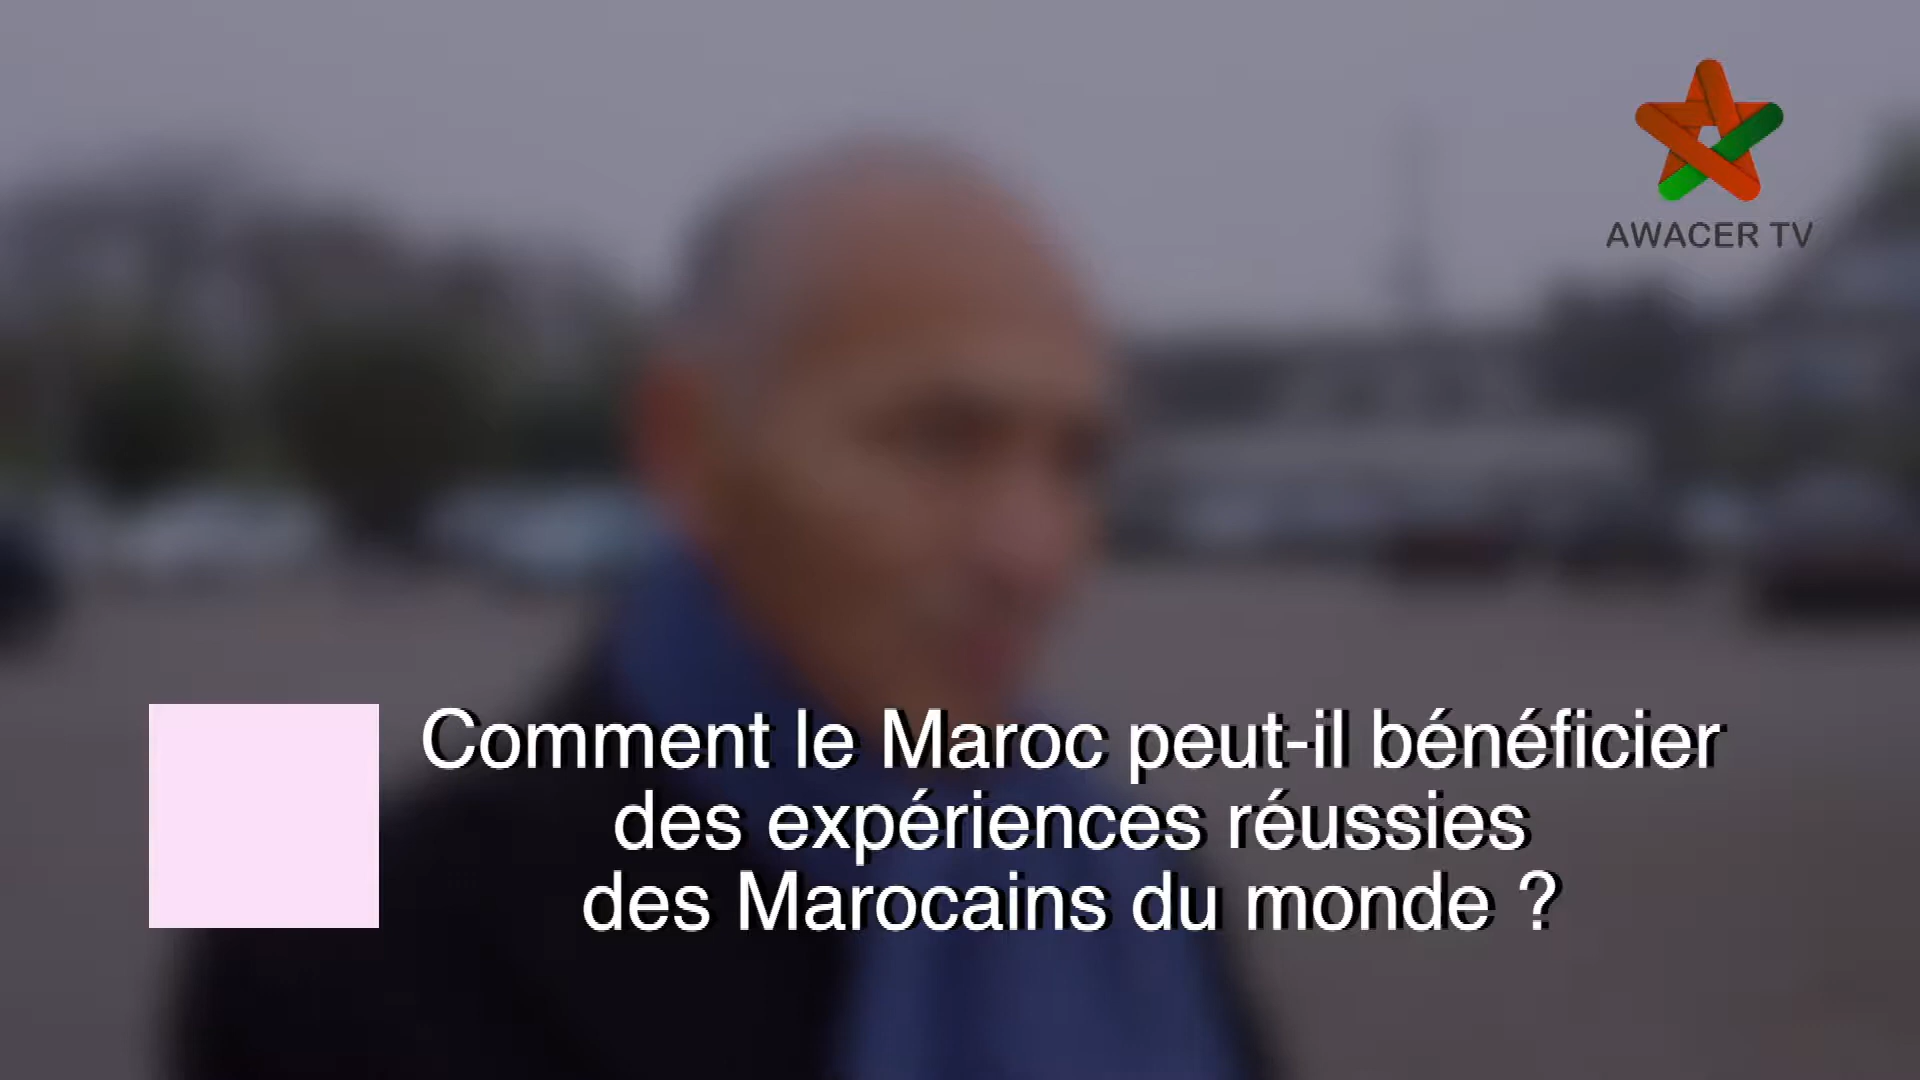 AWACER TV
Comment le Maroc peut-il bénéficier
des expériences réussies
des Marocains du monde ?